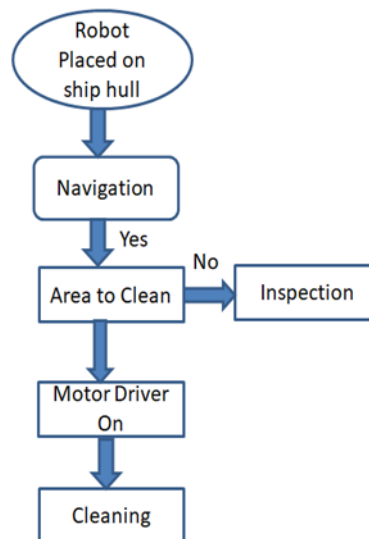 Robot
Placed on
ship hull
Navigation
Yes
No
Area to Clean
Inspection
Motor Driver
On
Cleaning